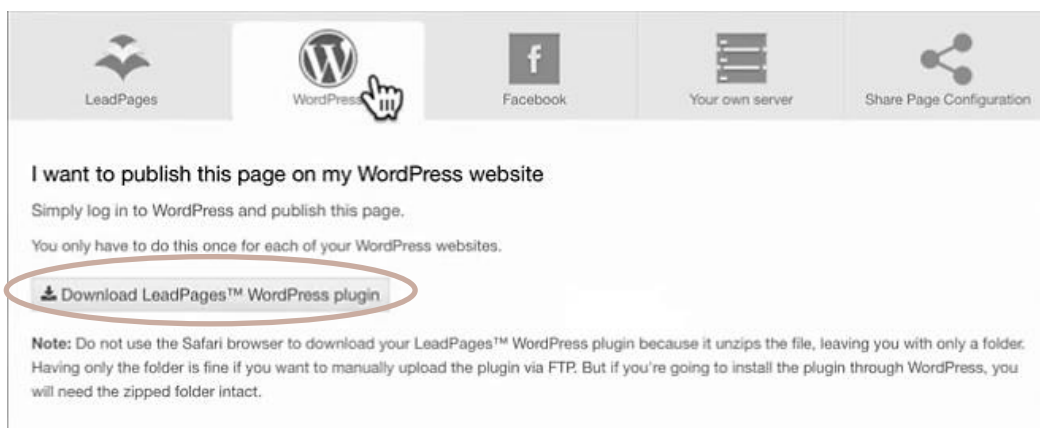 LeadPages
WordPress
Facebook
Your own server
Share Page Configuration
I want to publish this page on my WordPress website
Simply log in to WordPress and publish this page.
You only have to do this once for each of your WordPress websites.
Download LeadPages™ WordPress plugin
Note: Do not use the Safari browser to download your LeadPages™ WordPress plugin because it unzips the file, leaving you with only a folder.
Having only the folder is fine if you want to manually upload the plugin via FTP. But if you're going to install the plugin through WordPress, you
will need the zipped folder intact.